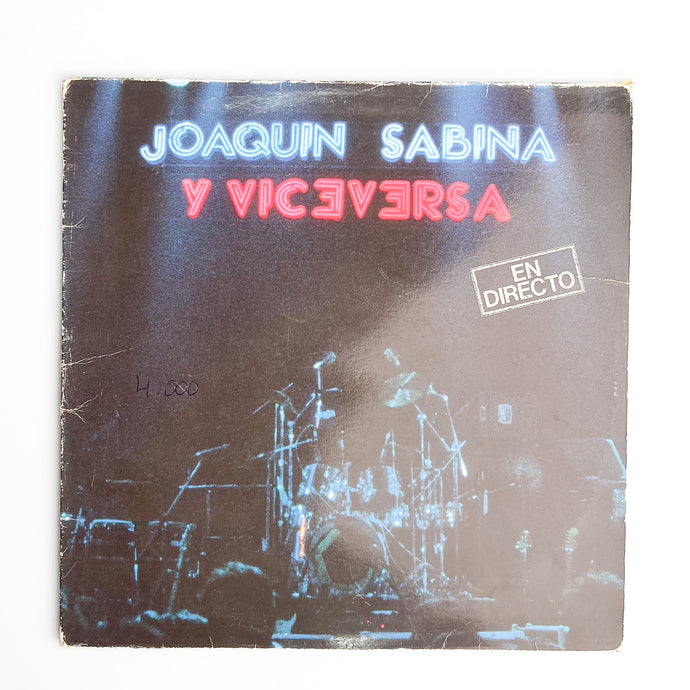 JOAQUIN SABINA
Y VICEVERSA
EN
DIRECTO
4.000